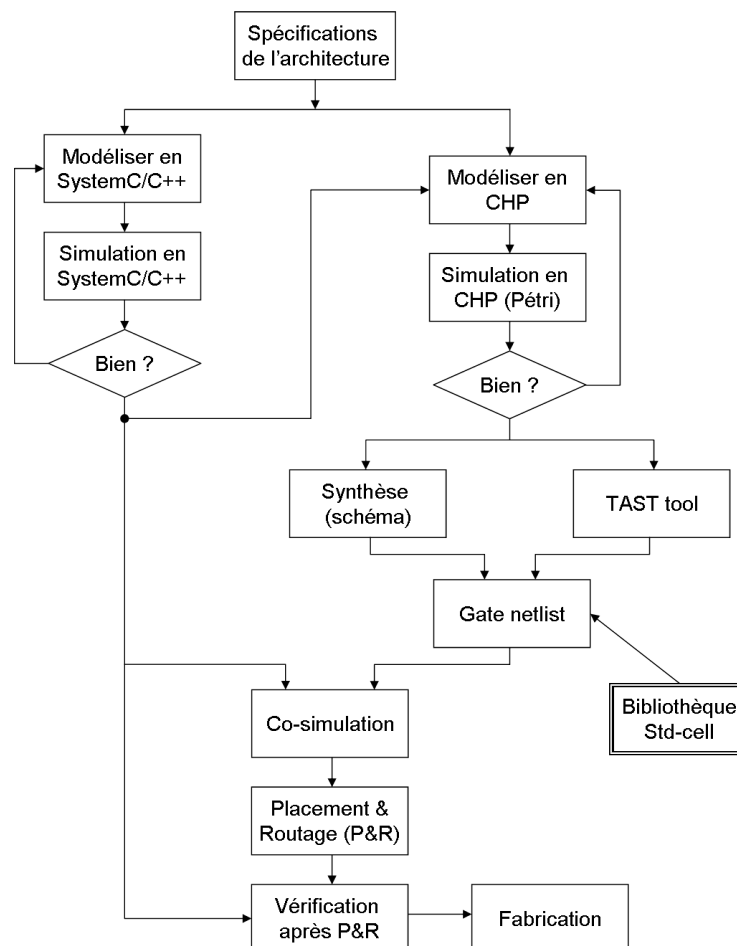 Spécifications
de l'architecture
Modéliser en
SystemC/C++
Modéliser en
CHP
Simulation en
SystemC/C++
Simulation en
CHP (Pétri)
Bien ?
Bien ?
Synthèse
(schéma)
TAST tool
Gate netlist
Bibliothèque
Std-cell
Co-simulation
Placement &
Routage (P&R)
Vérification
après P&R
Fabrication